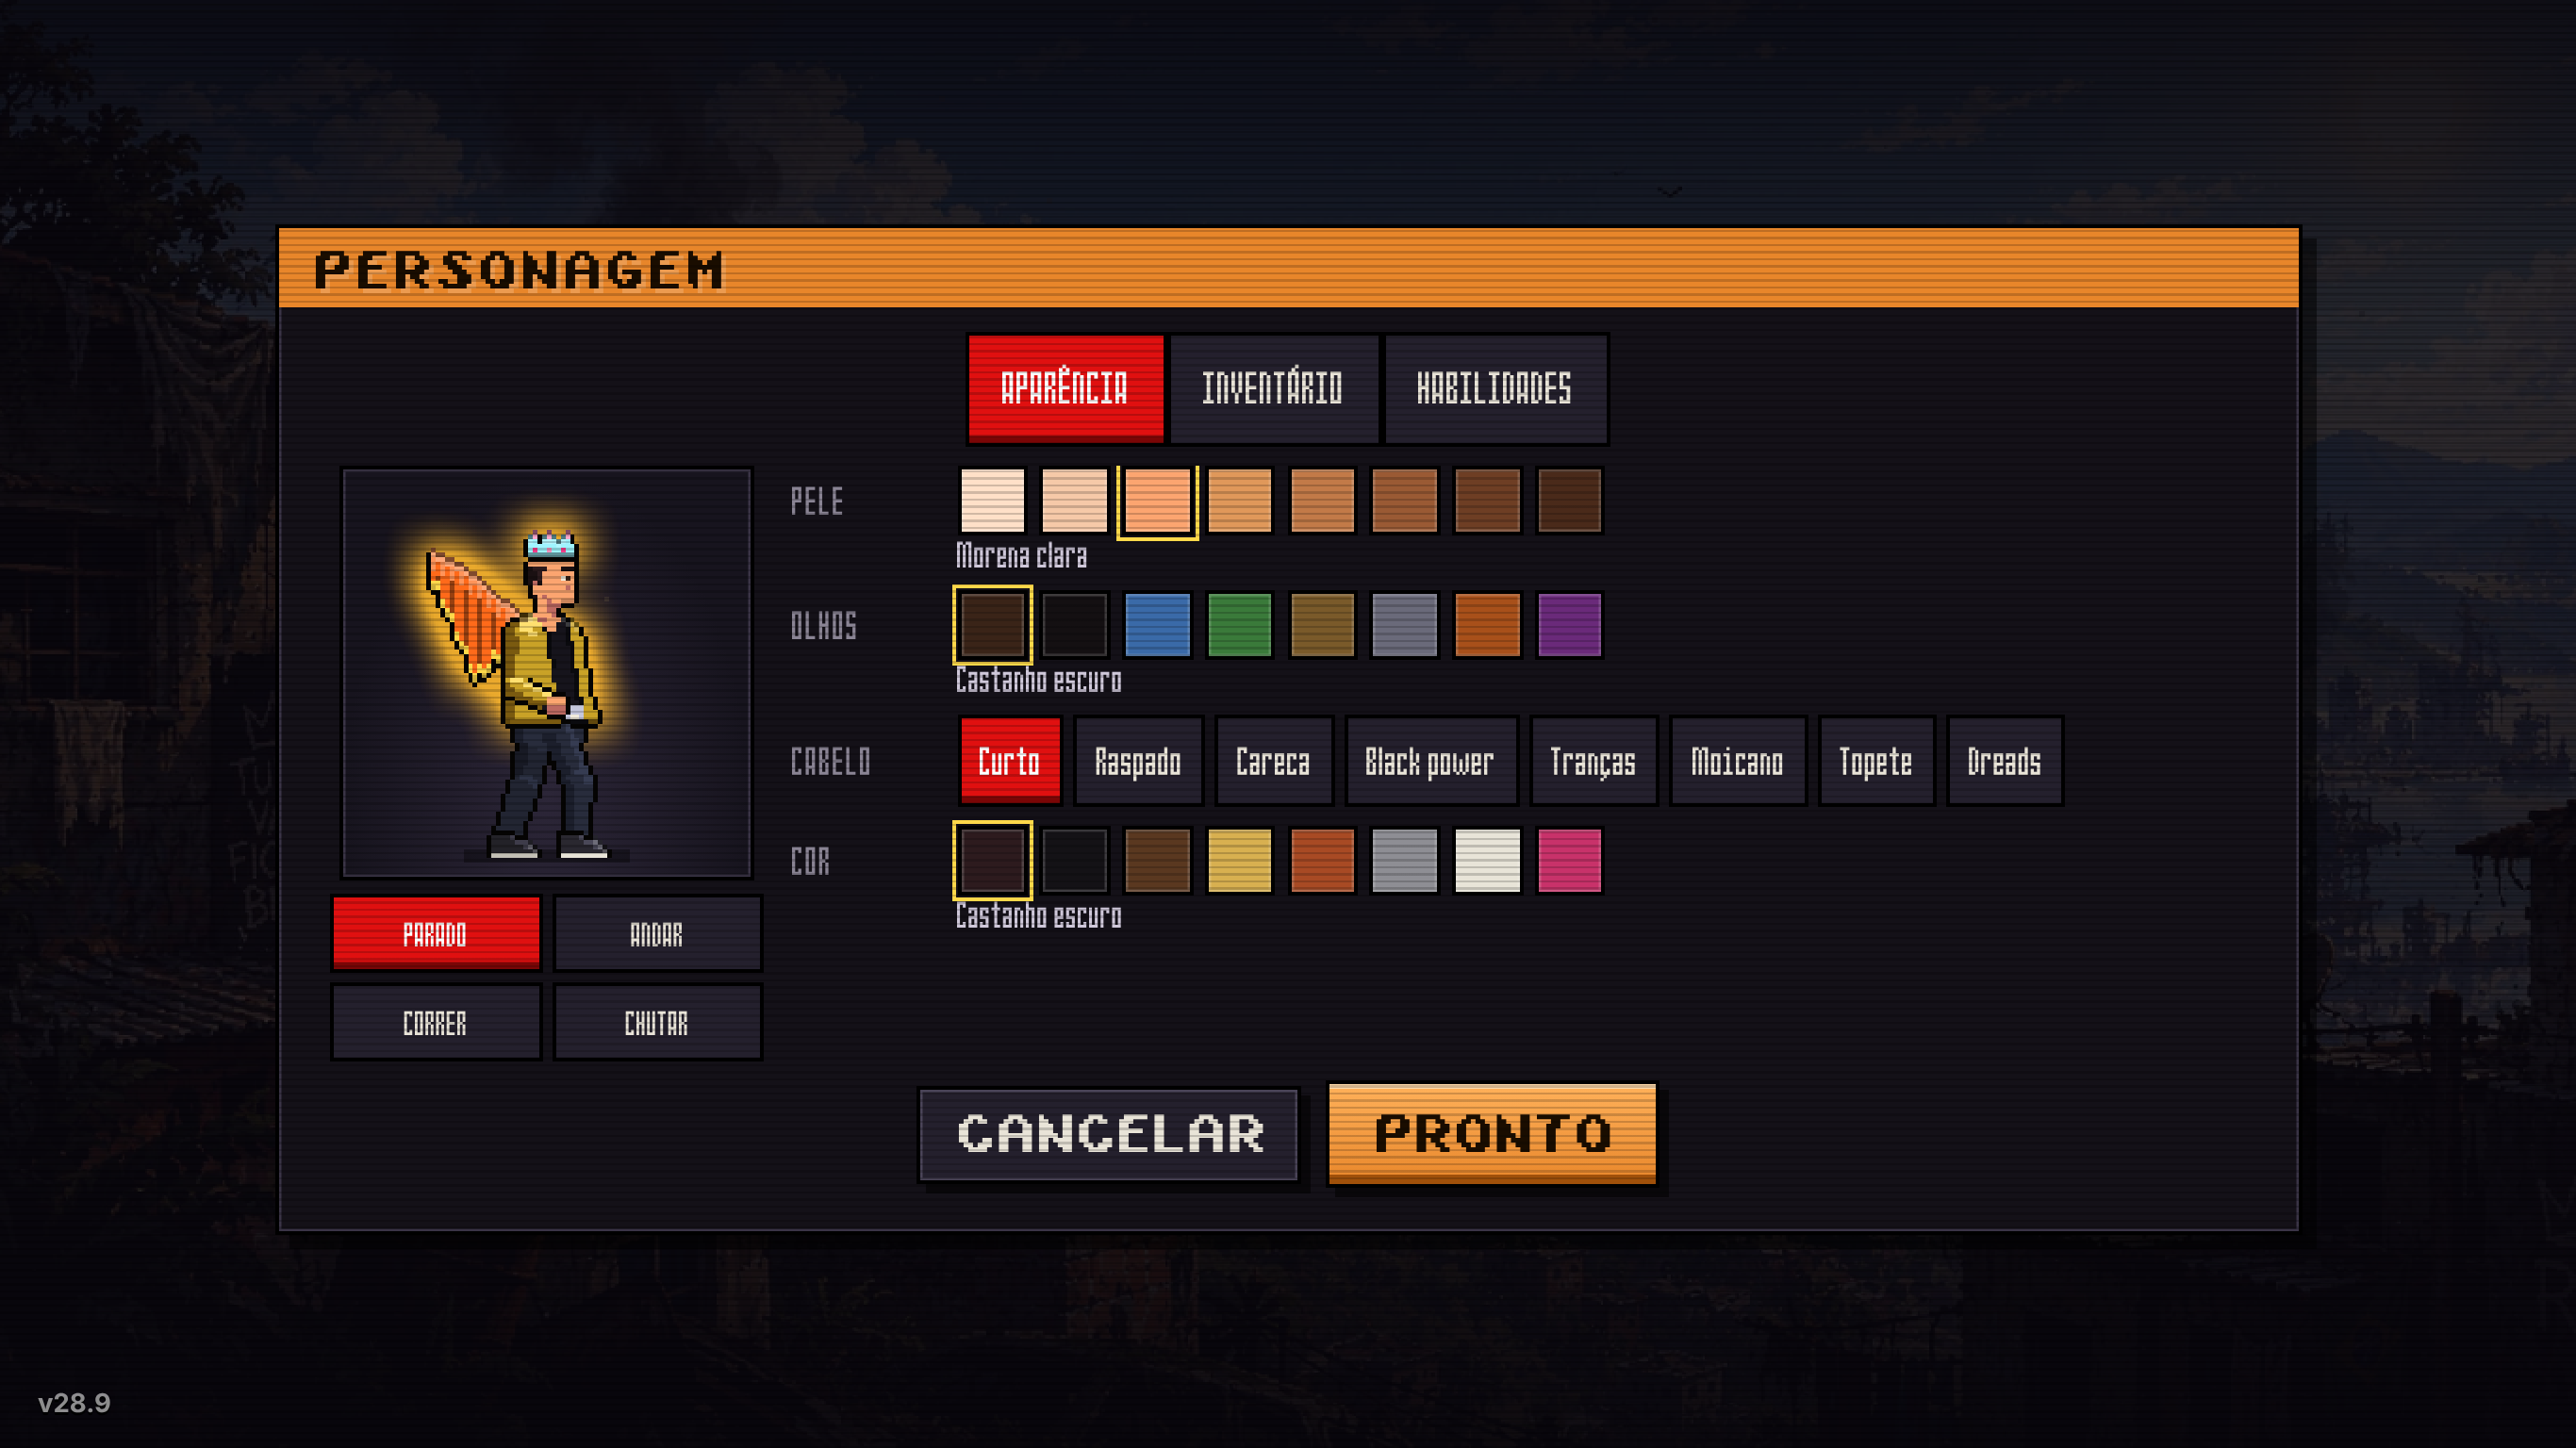 PERSONAGEM
APARÊNCIA INVENTÁRIO HABILIDADES
PELE
Morena clara
OLHOS
Castanho escuro
CABELO Curto Raspado Careca Black power Tranças Moicano Topete Dreads
COR
Castanho escuro
PARADO ANDAR
CORRER CHUTAR
CANCELAR PRONTO
v28.9